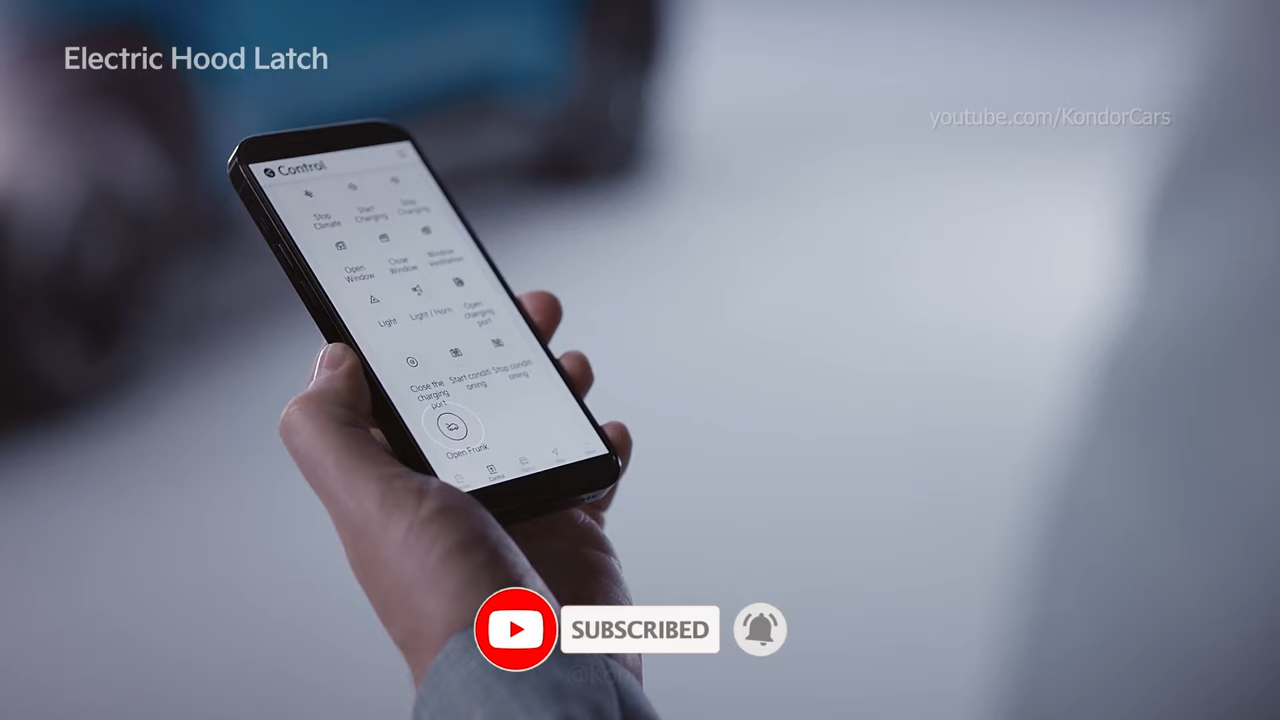 Electric Hood Latch
youtube.com/KondorCars
Control
Stop
Climate
Start
Charging
Stop
Charging
Open
Window
Close
Window
Window
ventilation
Light
Light / Horn
Open
charging
port
Close the
charging
port
Start conditi
oning
Stop conditi
oning
Open Frunk
Control
SUBSCRIBED